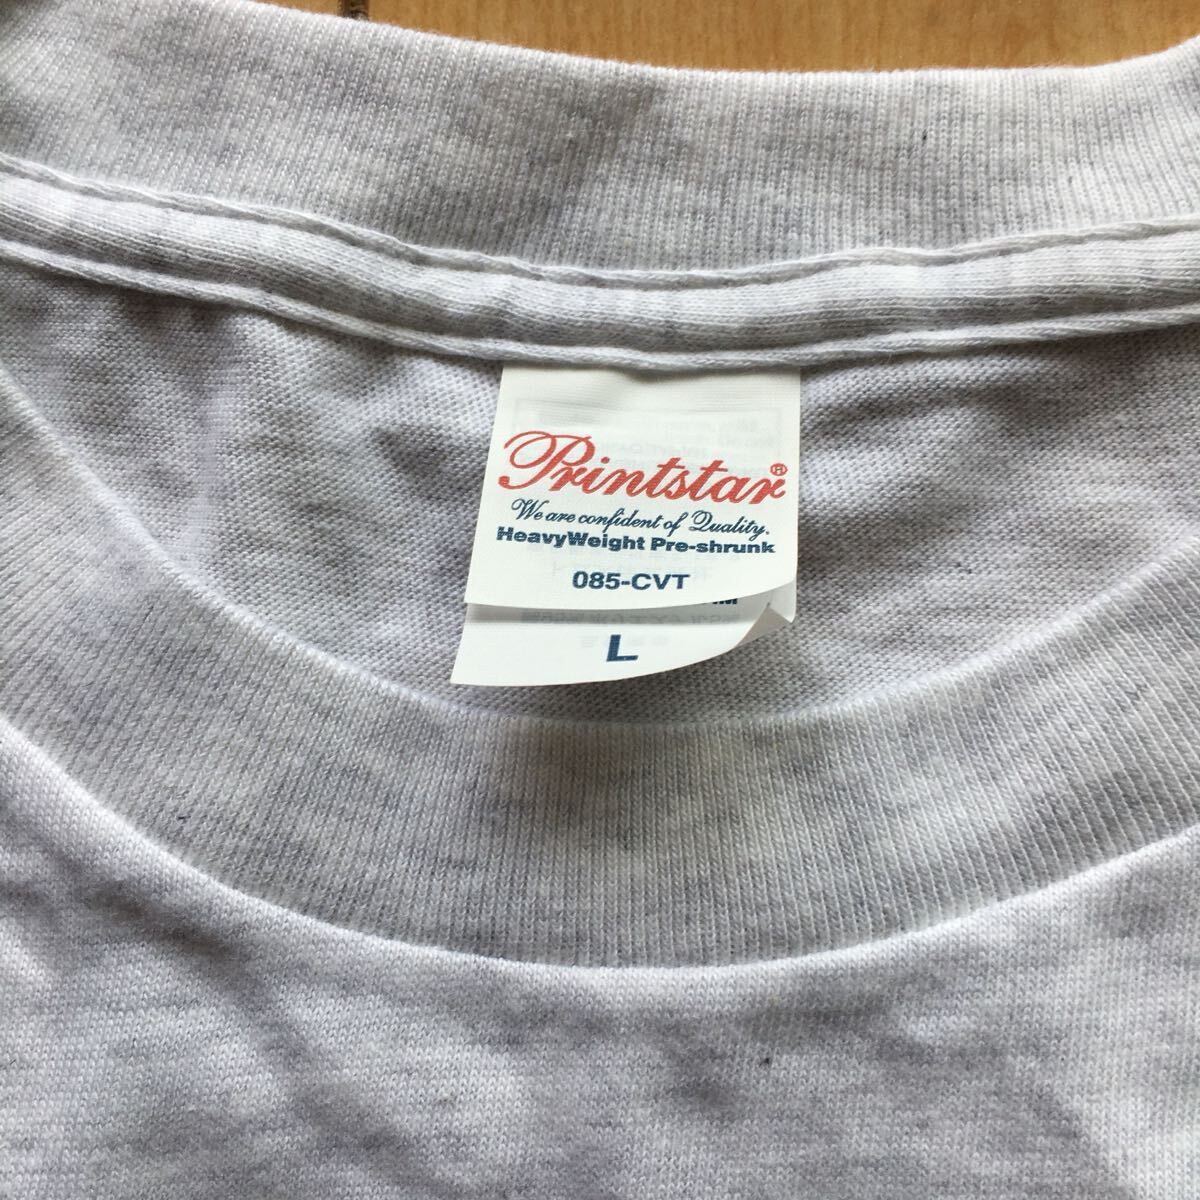 Printstar®
We are confident of Quality.
HeavyWeight Pre-shrunk
085-CVT
L